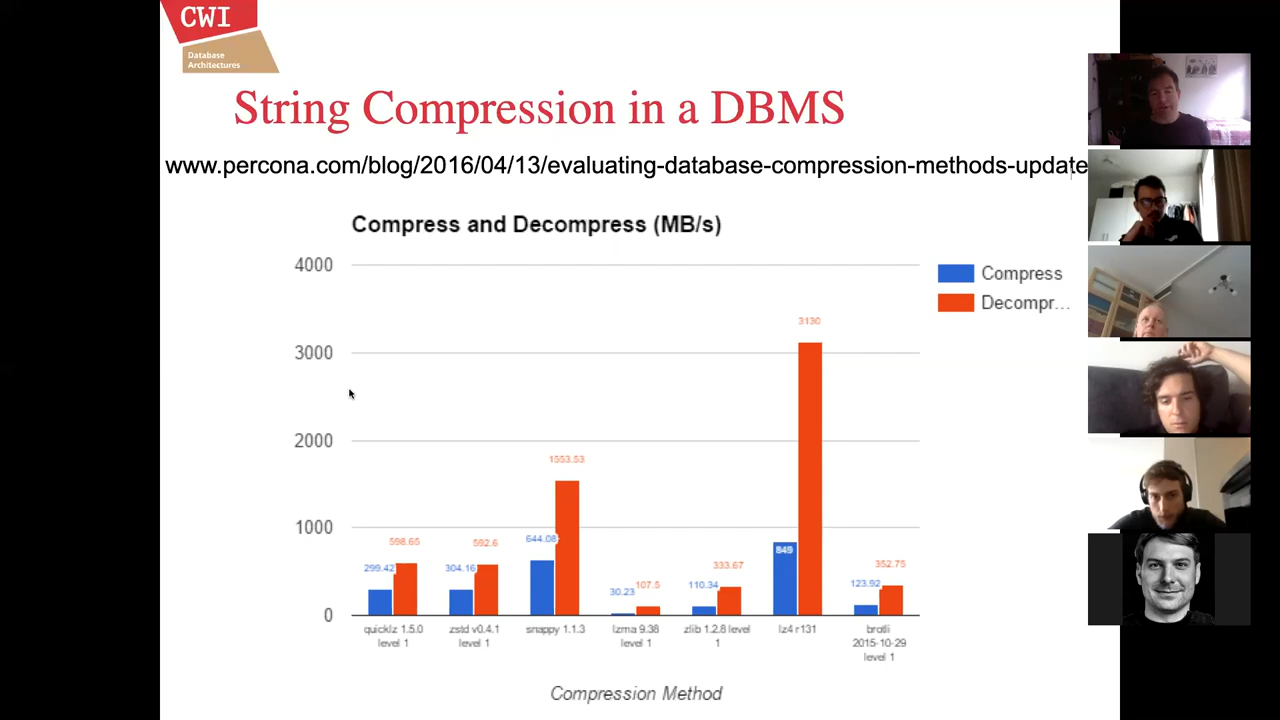 CWI
Database
Architectures
String Compression in a DBMS
www.percona.com/blog/2016/04/13/evaluating-database-compression-methods-update
Compress and Decompress (MB/s)
4000
3000
2000
1000
0
Compress
Decompr...
299.42
598.65
304.16
592.6
644.08
1553.53
30.23
107.5
110.34
333.67
849
3130
123.92
352.75
quicklz 1.5.0
level 1
zstd v0.4.1
level 1
snappy 1.1.3
lzma 9.38
level 1
zlib 1.2.8 level
1
lz4 r131
brotli
2015-10-29
level 1
Compression Method